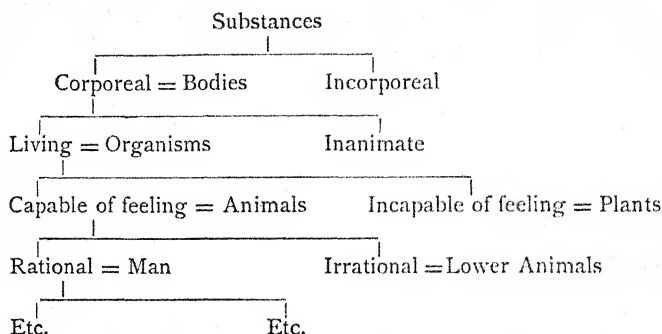 Substances
Corporeal = Bodies Incorporeal
Living = Organisms Inanimate
Capable of feeling = Animals Incapable of feeling = Plants
Rational = Man Irrational =Lower Animals
Etc. Etc.